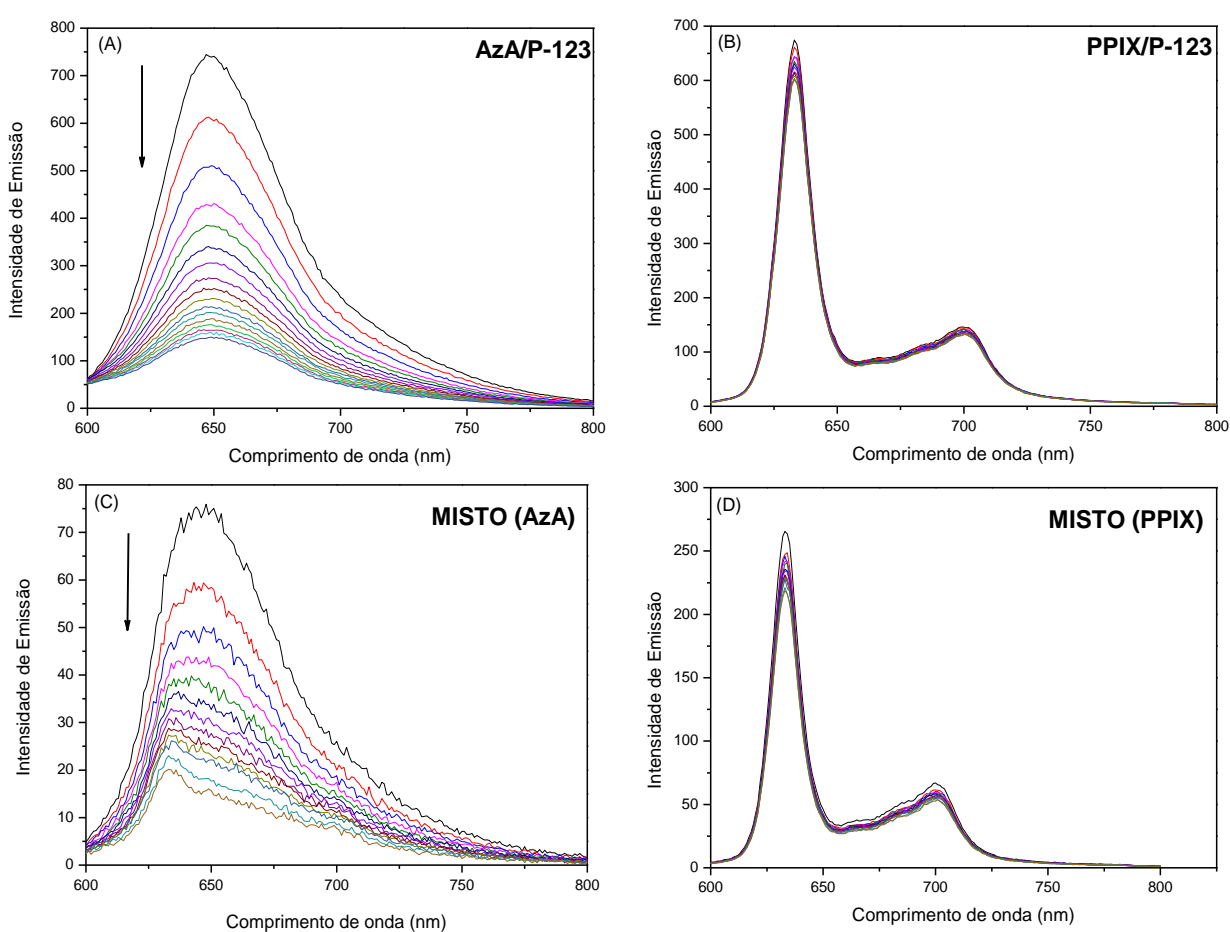 (A)
AzA/P-123
Intensidade de Emissão
800
700
600
500
400
300
200
100
0
600 650 700 750 800
Comprimento de onda (nm)
(B)
PPIX/P-123
Intensidade de Emissão
700
600
500
400
300
200
100
0
600 650 700 750 800
Comprimento de onda (nm)
(C)
MISTO (AzA)
Intensidade de Emissão
80
70
60
50
40
30
20
10
0
600 650 700 750 800
Comprimento de onda (nm)
(D)
MISTO (PPIX)
Intensidade de Emissão
300
250
200
150
100
50
0
600 650 700 750 800
Comprimento de onda (nm)